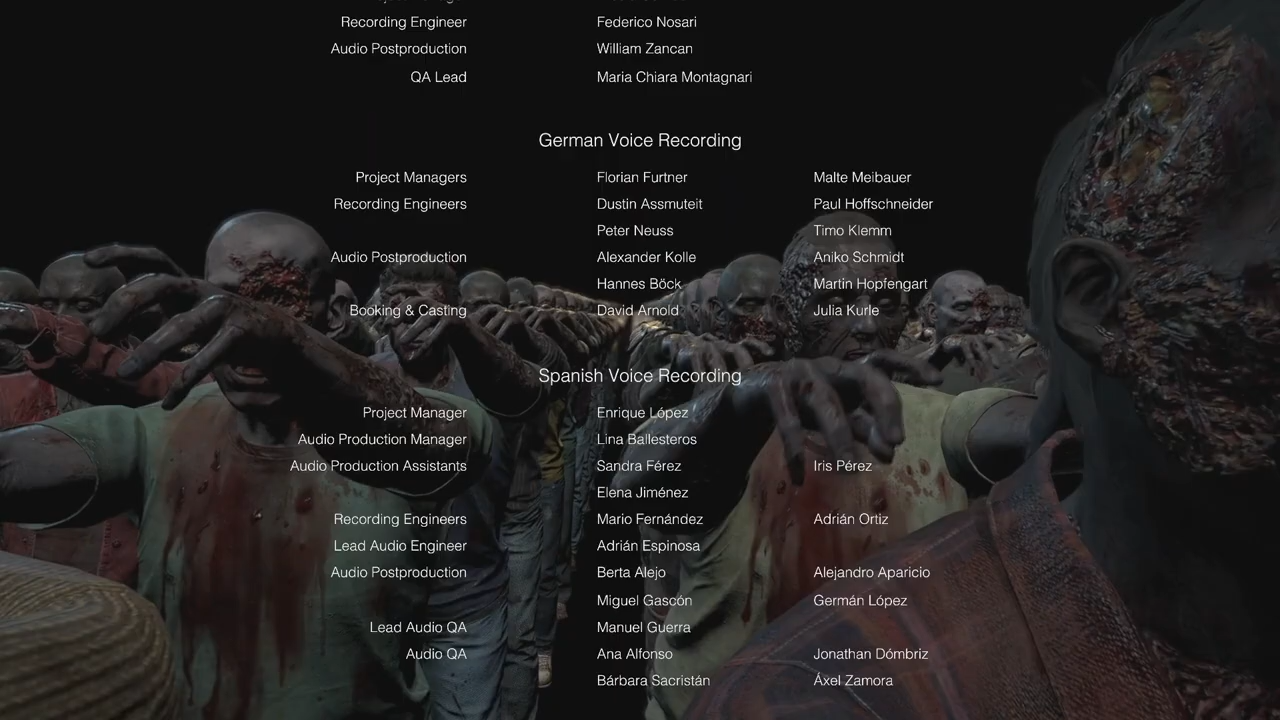 Recording Engineer Federico Nosari
Audio Postproduction William Zancan
QA Lead Maria Chiara Montagnari
German Voice Recording
Project Managers Florian Furtner Malte Meibauer
Recording Engineers Dustin Assmuteit Paul Hoffschneider
Peter Neuss Timo Klemm
Audio Postproduction Alexander Kolle Aniko Schmidt
Hannes Böck Martin Hopfengart
Booking & Casting David Arnold Julia Kurle
Spanish Voice Recording
Project Manager Enrique López
Audio Production Manager Lina Ballesteros
Audio Production Assistants Sandra Férez Iris Pérez
Elena Jiménez
Recording Engineers Mario Fernández Adrián Ortiz
Lead Audio Engineer Adrián Espinosa
Audio Postproduction Berta Alejo Alejandro Aparicio
Miguel Gascón Germán López
Lead Audio QA Manuel Guerra
Audio QA Ana Alfonso Jonathan Dómbriz
Bárbara Sacristán Áxel Zamora